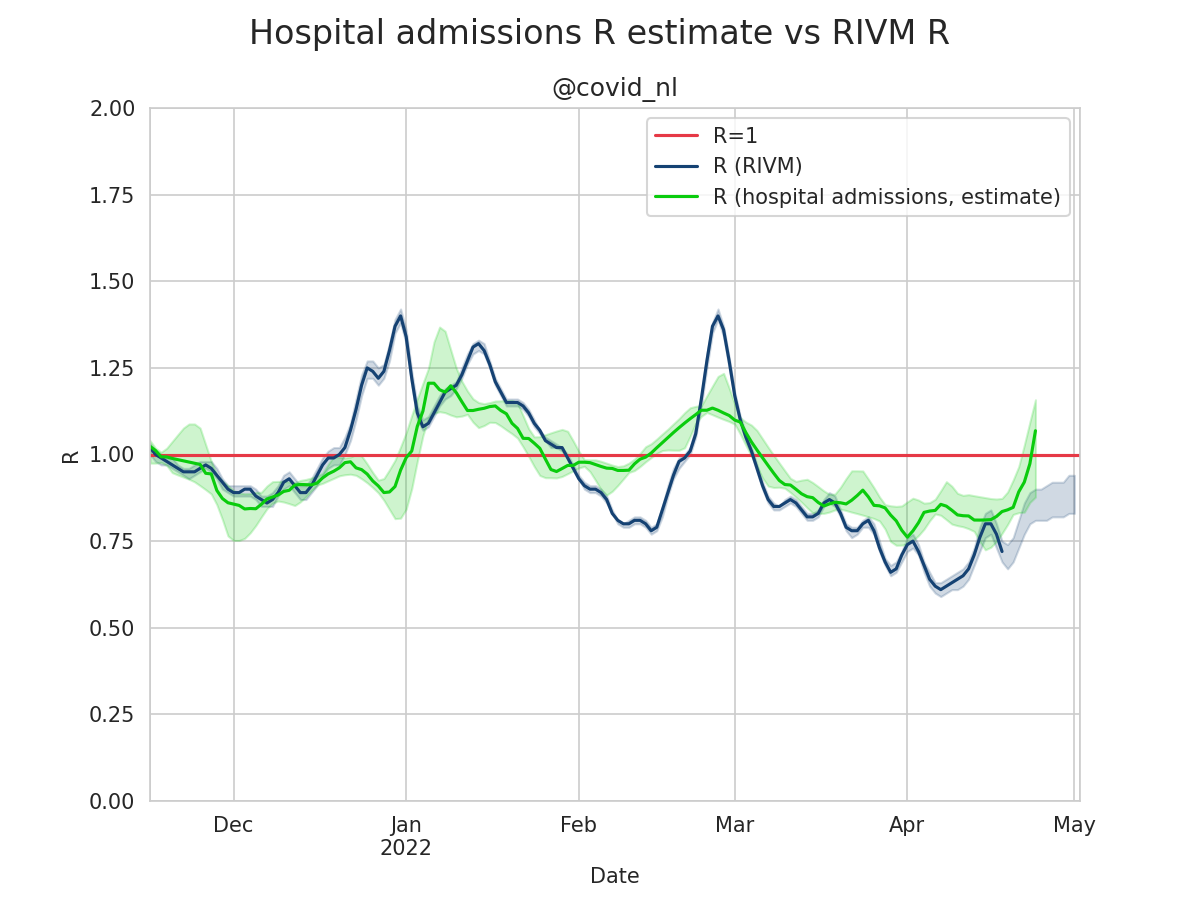 Hospital admissions R estimate vs RIVM R
@covid_nl
R=1
R (RIVM)
R (hospital admissions, estimate)
2.00
1.75
1.50
1.25
1.00
0.75
0.50
0.25
0.00
R
Dec
Jan
2022
Feb
Mar
Apr
May
Date